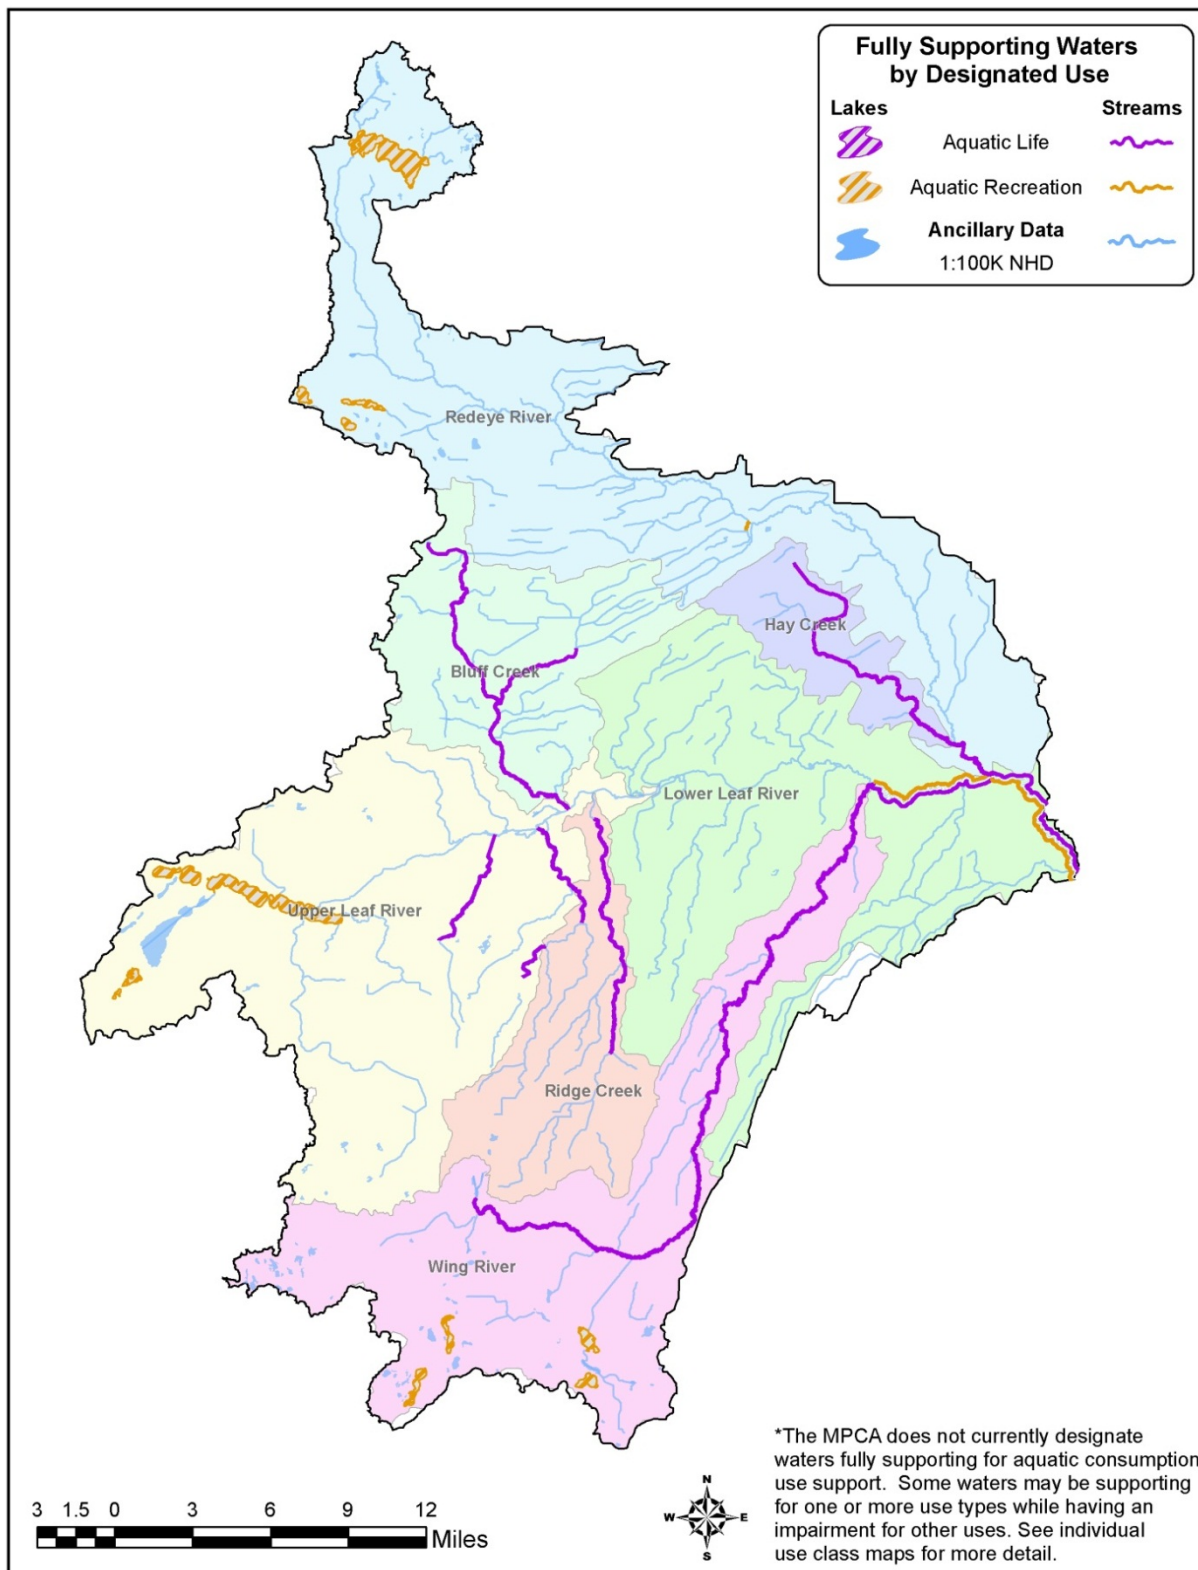 Fully Supporting Waters
by Designated Use
Lakes
Streams
Aquatic Life
Aquatic Recreation
Ancillary Data
1:100K NHD
Redeye River
Hay Creek
Bluff Creek
Lower Leaf River
Upper Leaf River
Ridge Creek
Wing River
*The MPCA does not currently designate
waters fully supporting for aquatic consumption
use support. Some waters may be supporting
for one or more use types while having an
impairment for other uses. See individual
use class maps for more detail.
N
W E
S
3 1.5 0 3 6 9 12
Miles